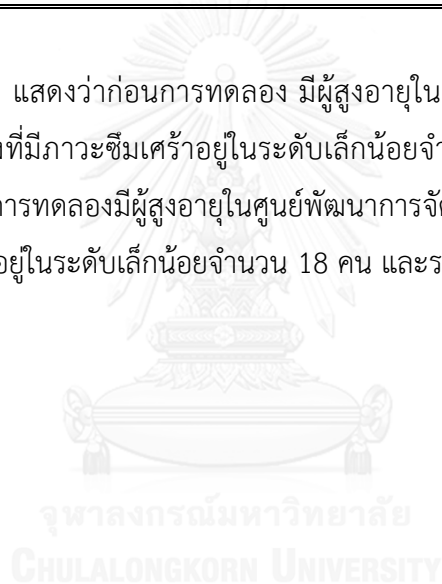 แสดงว่าก่อนการทดลอง มีผู้สูงอายุใน
ที่มีภาวะซึมเศร้าอยู่ในระดับเล็กน้อยจำ
การทดลองมีผู้สูงอายุในศูนย์พัฒนาการจัด
อยู่ในระดับเล็กน้อยจำนวน 18 คน และร
จุฬาลงกรณ์มหาวิทยาลัย
CHULALONGKORN UNIVERSITY